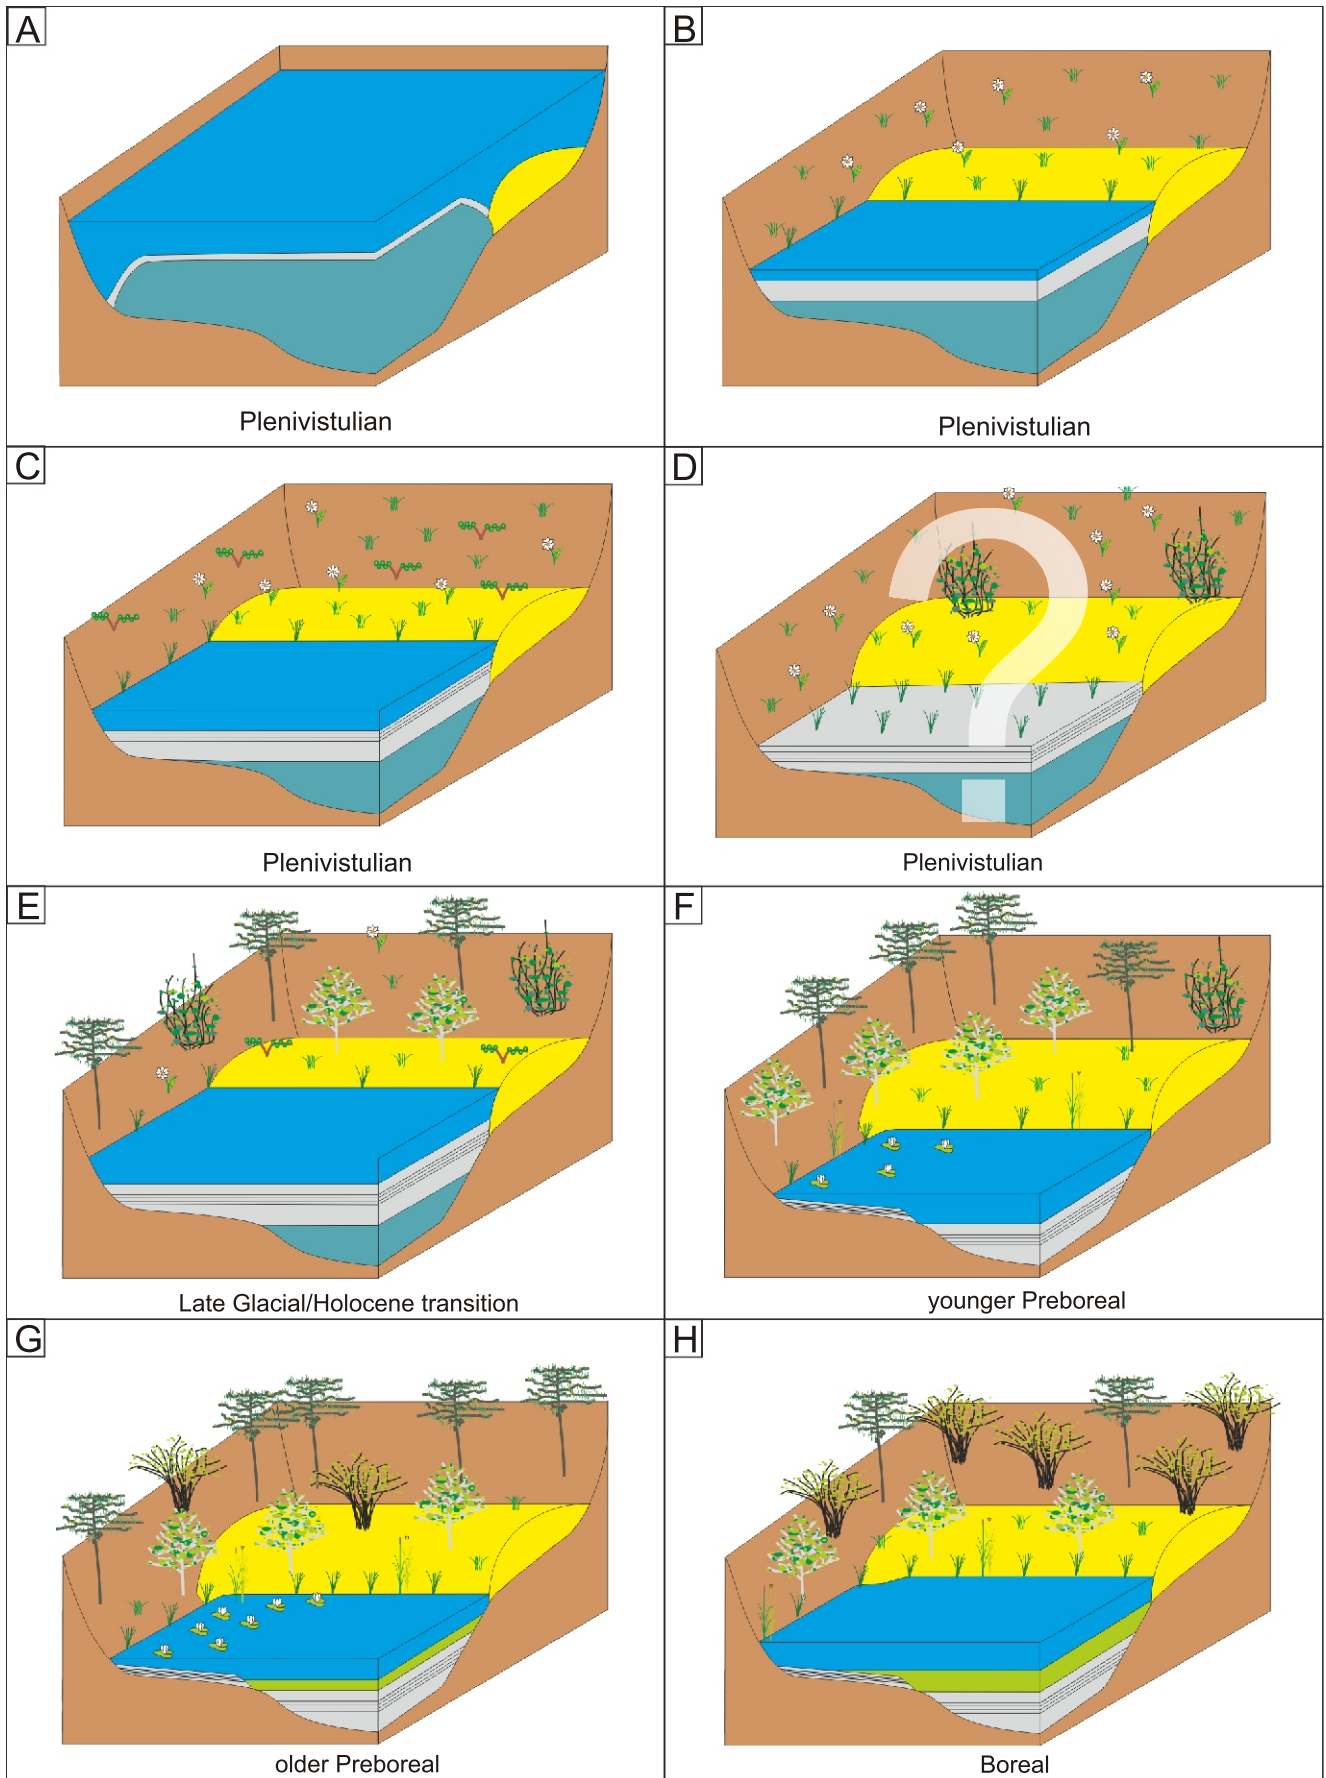 A
B
Plenivistulian
Plenivistulian
C
D
?
Plenivistulian
Plenivistulian
E
F
Late Glacial/Holocene transition
younger Preboreal
G
H
older Preboreal
Boreal